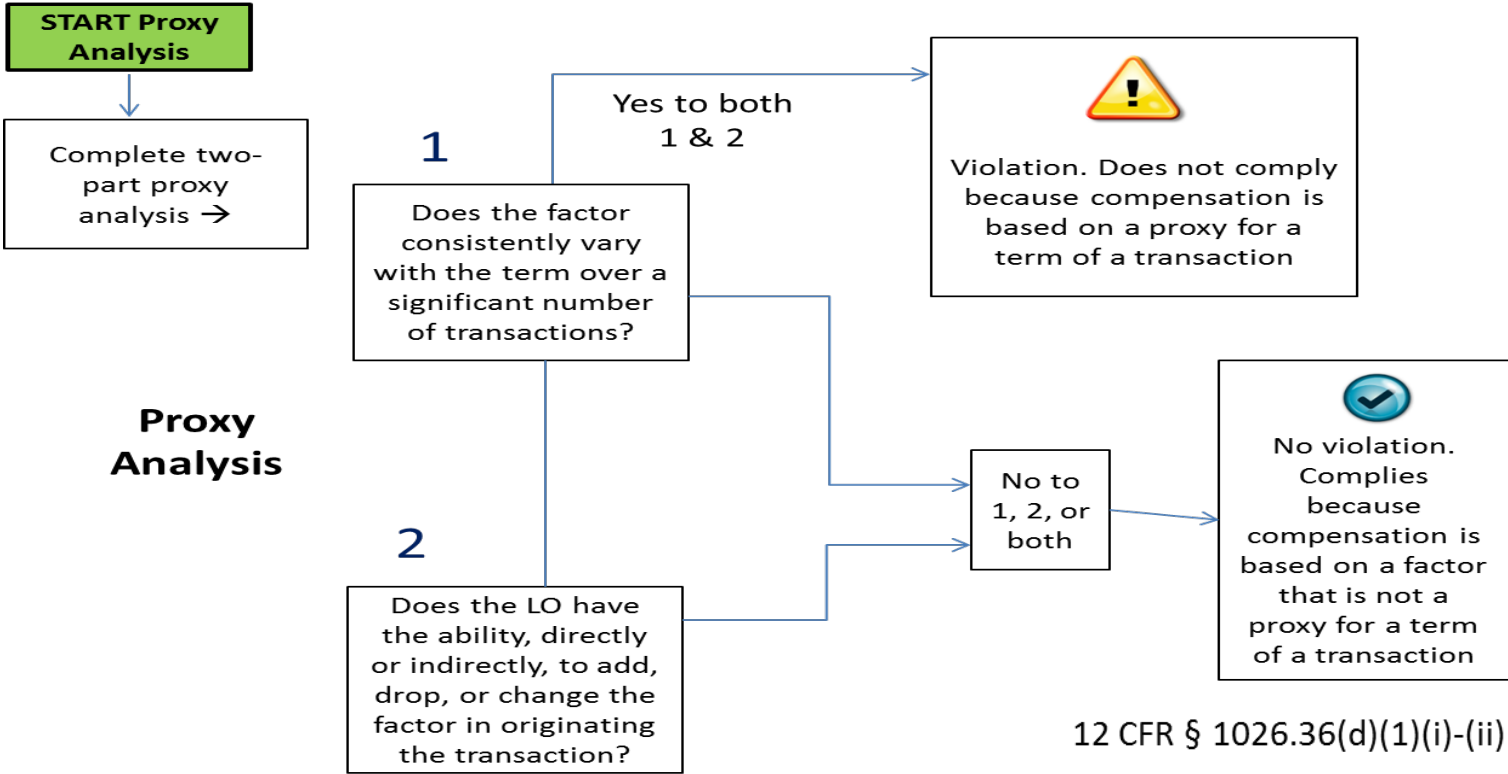 START Proxy
Analysis
Complete two-
part proxy
analysis →
Proxy
Analysis
1
Does the factor
consistently vary
with the term over a
significant number
of transactions?
Yes to both
1 & 2
!
Violation. Does not comply
because compensation is
based on a proxy for a
term of a transaction
2
Does the LO have
the ability, directly
or indirectly, to add,
drop, or change the
factor in originating
the transaction?
No to
1, 2, or
both
No violation.
Complies
because
compensation is
based on a factor
that is not a
proxy for a term
of a transaction
12 CFR § 1026.36(d)(1)(i)-(ii)